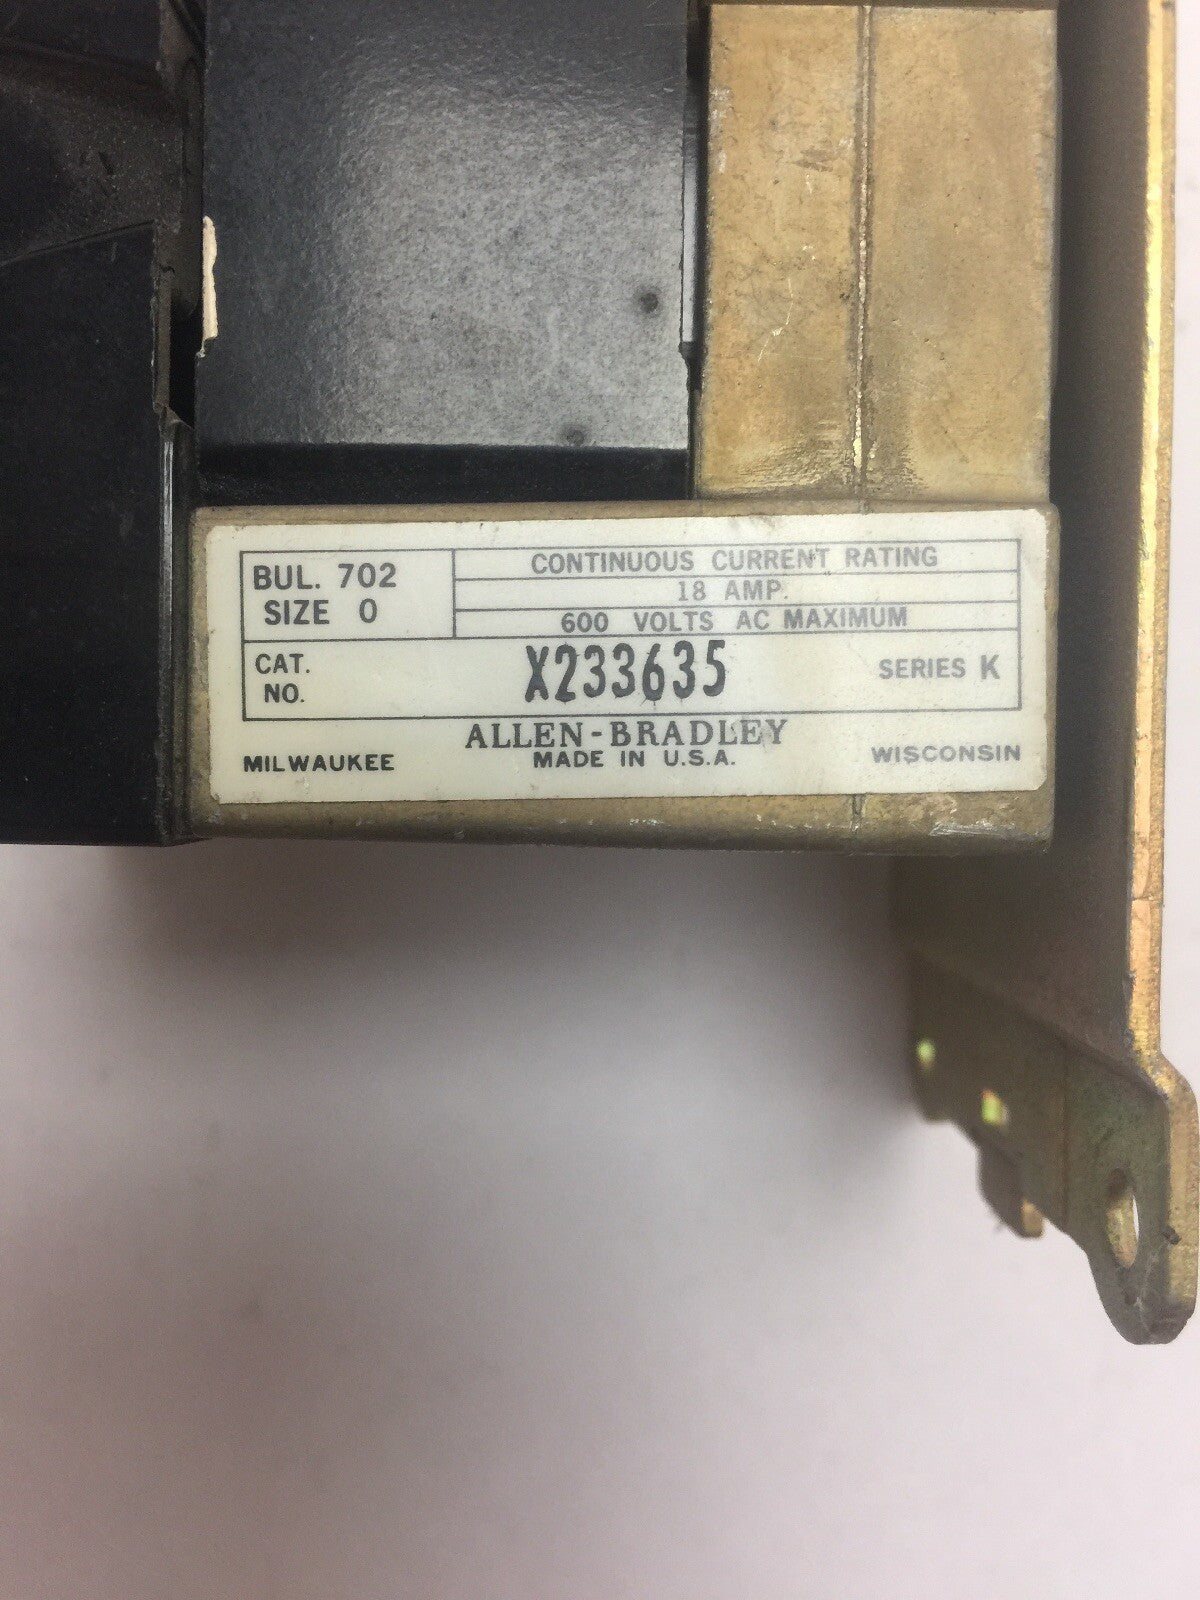 BUL. 702
SIZE 0
CONTINUOUS CURRENT RATING
18 AMP.
600 VOLTS AC MAXIMUM
CAT.
NO.
X233635
SERIES K
ALLEN-BRADLEY
MILWAUKEE MADE IN U.S.A. WISCONSIN